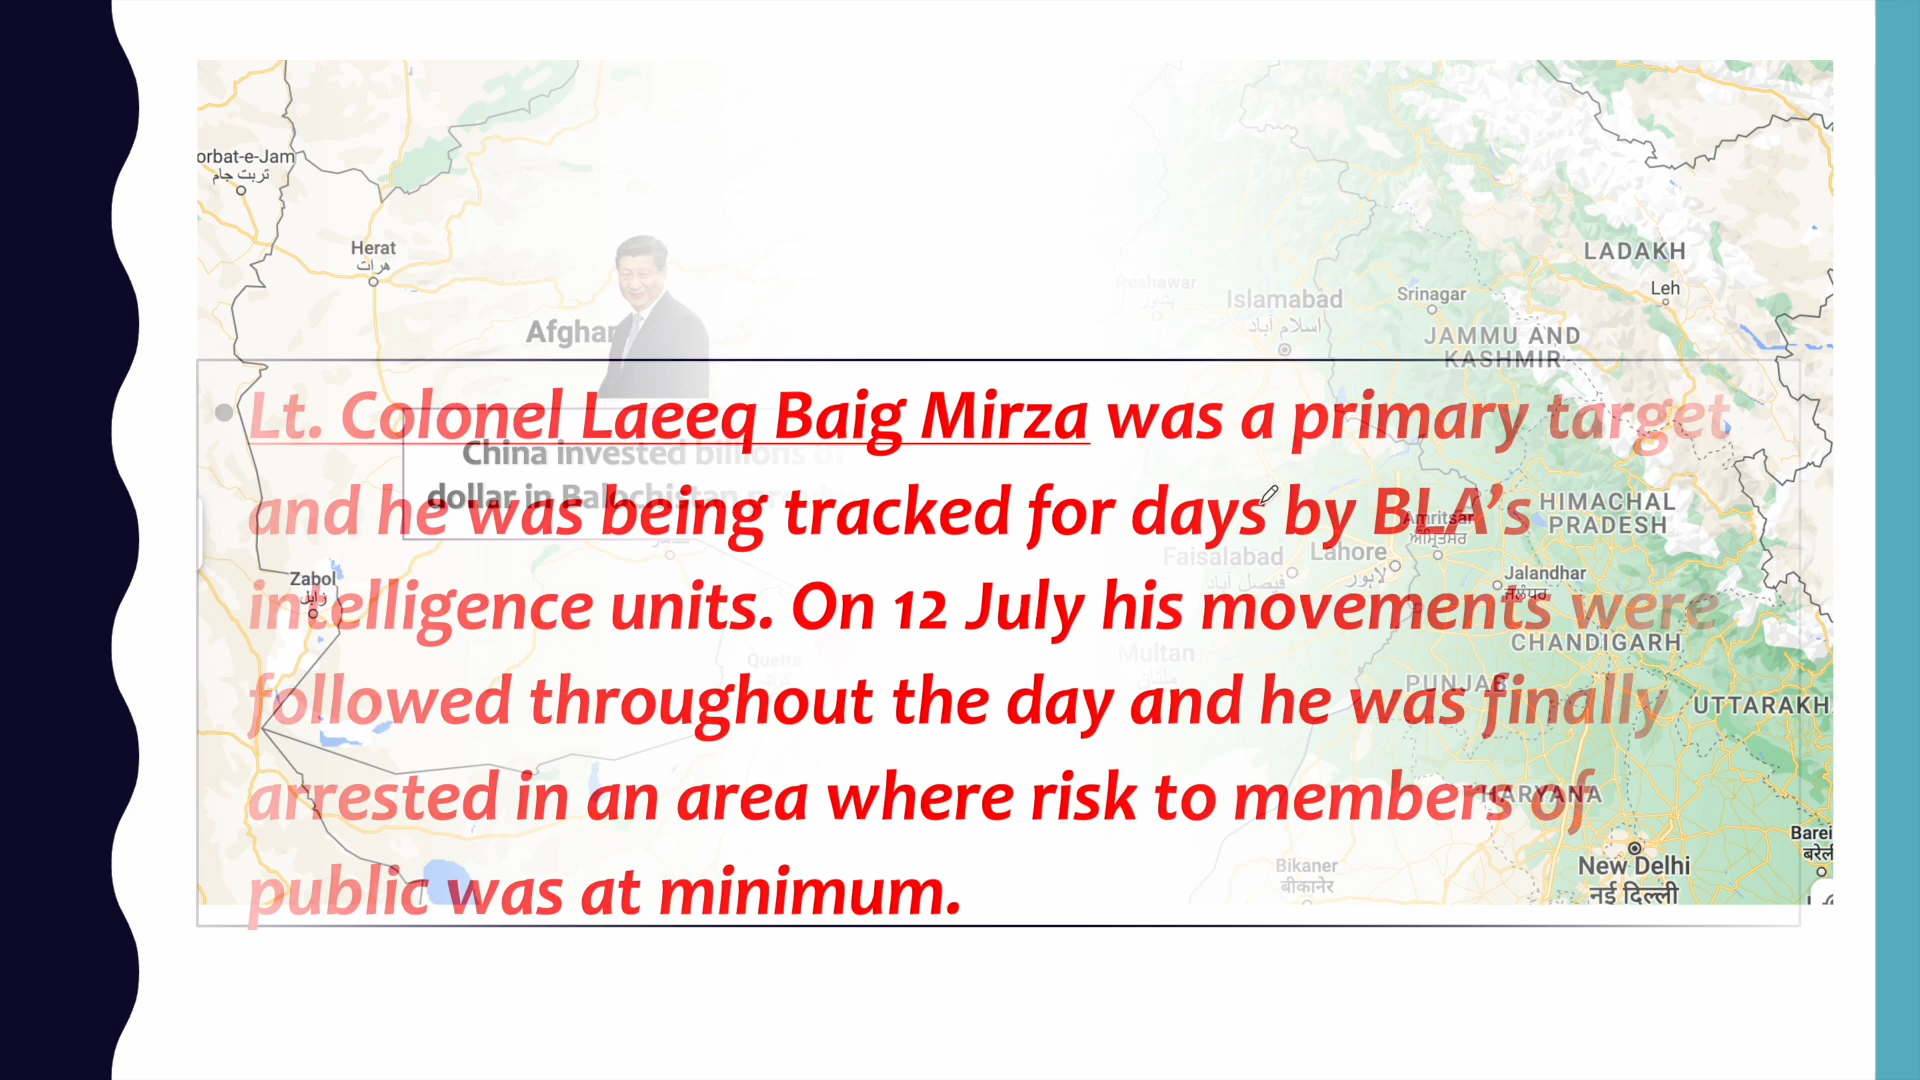 orbat-e-Jam
تربت جام
Herat
هرات
Afghan
Peshawar
پشاور
Islamabad
اسلام آباد
Srinagar
LADAKH
Leh
JAMMU AND
KASHMIR
Lt. Colonel Laeeq Baig Mirza was a primary target
China invested billions of
dollar in Balochistan
and he was being tracked for days by BLA’s
HIMACHAL
PRADESH
Amritsar
ਅੰਮ੍ਰਿਤਸਰ
Faisalabad
فیصل آباد
Lahore
لاہور
Jalandhar
ਜਲੰਧਰ
Zabol
زابل
intelligence units. On 12 July his movements were
CHANDIGARH
Quetta
Multan
ملتان
PUNJAB
followed throughout the day and he was finally
UTTARAKH
arrested in an area where risk to members of
HARYANA
Barei
बरेली
Bikaner
बीकानेर
New Delhi
नई दिल्ली
public was at minimum.